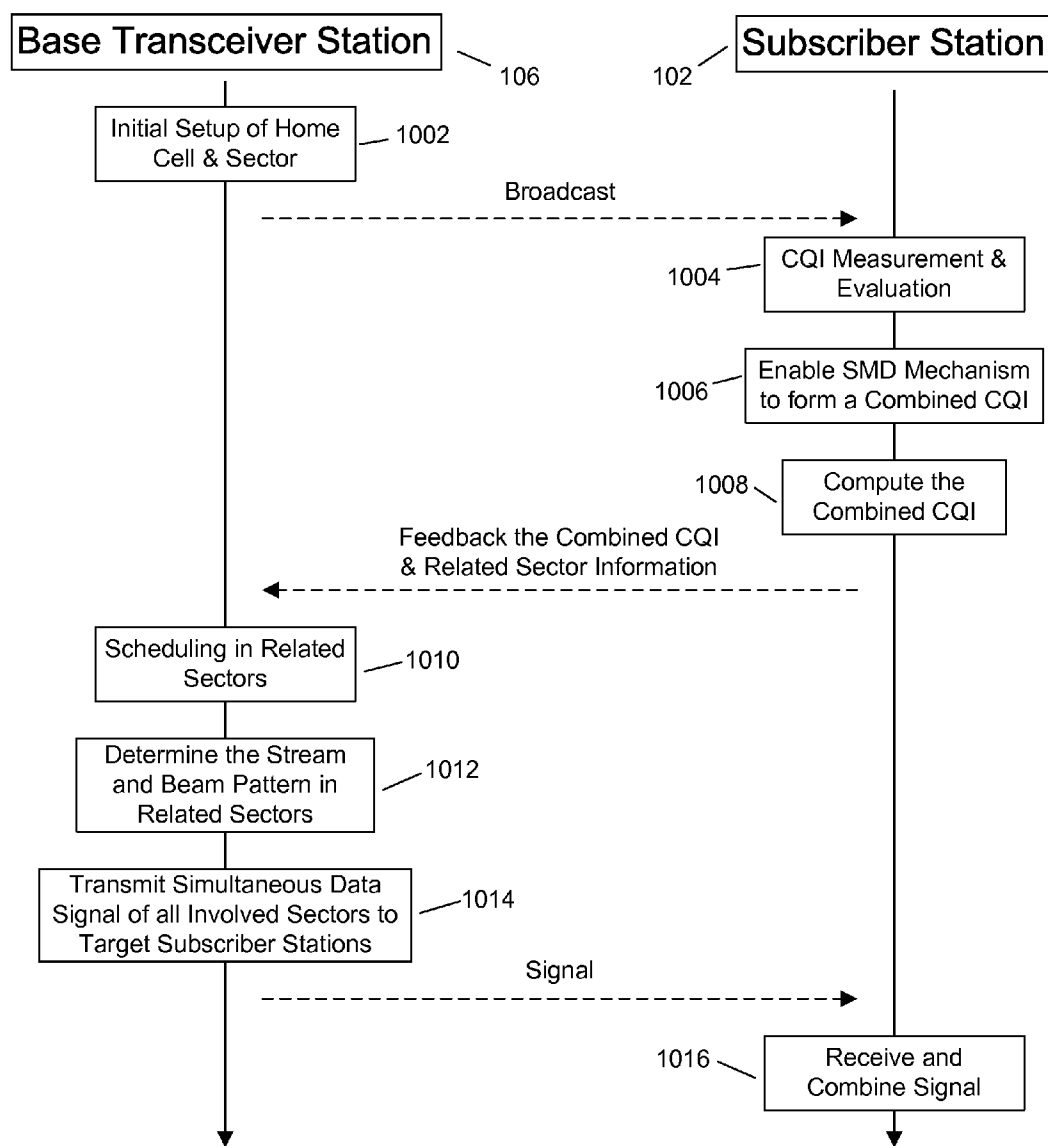 Base Transceiver Station
Subscriber Station
106
102
Initial Setup of Home
Cell & Sector
1002
Broadcast
CQI Measurement &
Evaluation
1004
Enable SMD Mechanism
to form a Combined CQI
1006
Compute the
Combined CQI
1008
Feedback the Combined CQI
& Related Sector Information
Scheduling in Related
Sectors
1010
Determine the Stream
and Beam Pattern in
Related Sectors
1012
Transmit Simultaneous Data
Signal of all Involved Sectors to
Target Subscriber Stations
1014
Signal
Receive and
Combine Signal
1016